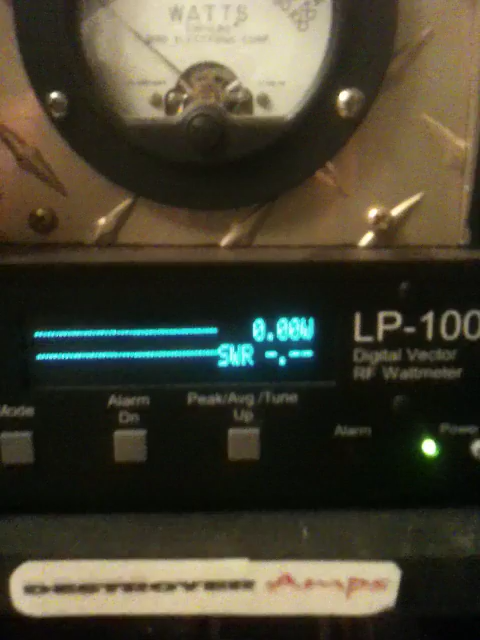 WATTS
0.00W
SWR -.--
LP-100
Digital Vector
RF Wattmeter
Mode
Alarm
Dn
Peak/Avg/Tune
Up
Alarm
Power
DESTROYER Amps